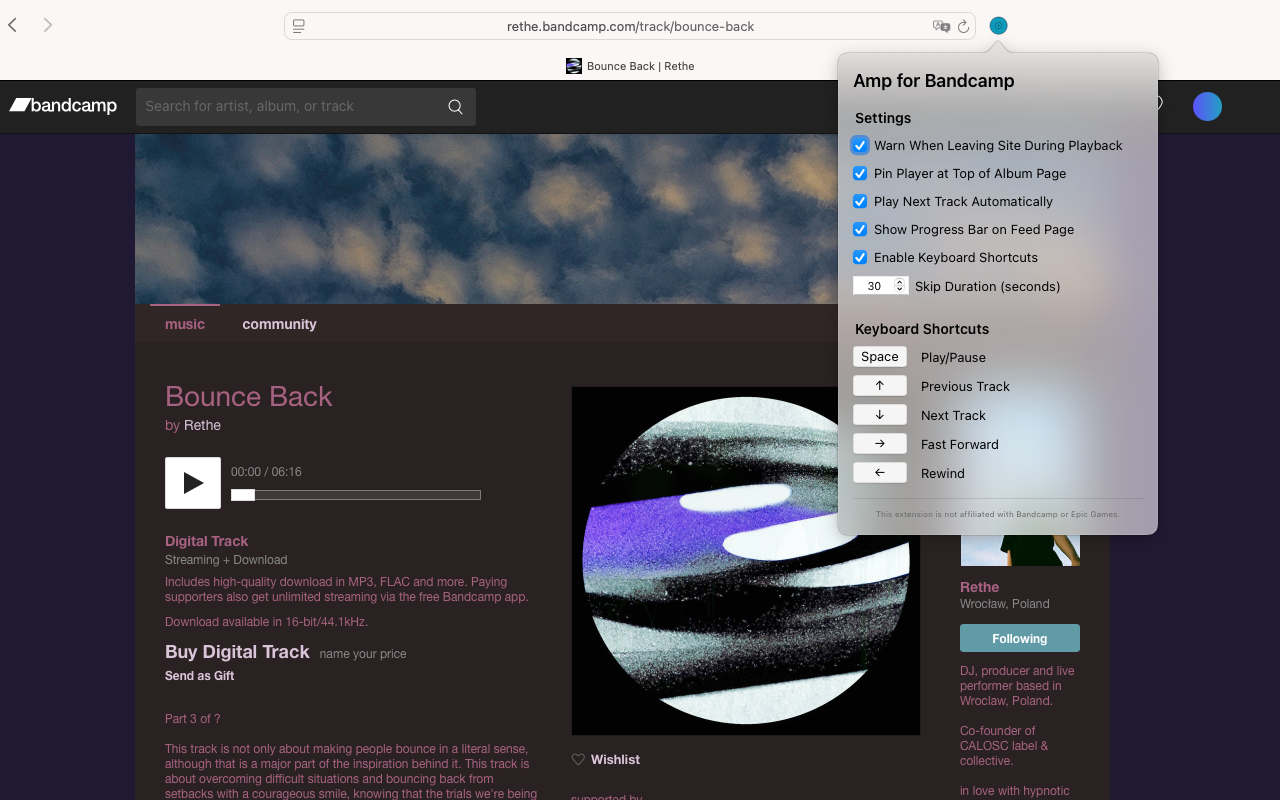 rethe.bandcamp.com/track/bounce-back
Bounce Back | Rethe
bandcamp
Search for artist, album, or track
music
community
Bounce Back
by Rethe
00:00 / 06:16
Digital Track
Streaming + Download
Includes high-quality download in MP3, FLAC and more. Paying
supporters also get unlimited streaming via the free Bandcamp app.
Download available in 16-bit/44.1kHz.
Buy Digital Track name your price
Send as Gift
Part 3 of ?
This track is not only about making people bounce in a literal sense,
although that is a major part of the inspiration behind it. This track is
about overcoming difficult situations and bouncing back from
setbacks with a courageous smile, knowing that the trials we're being
Wishlist
supported by
Amp for Bandcamp
Settings
Warn When Leaving Site During Playback
Pin Player at Top of Album Page
Play Next Track Automatically
Show Progress Bar on Feed Page
Enable Keyboard Shortcuts
30 Skip Duration (seconds)
Keyboard Shortcuts
Space Play/Pause
↑ Previous Track
↓ Next Track
→ Fast Forward
← Rewind
This extension is not affiliated with Bandcamp or Epic Games.
Rethe
Wrocław, Poland
Following
DJ, producer and live
performer based in
Wroclaw, Poland.
Co-founder of
CALOSC label &
collective.
in love with hypnotic